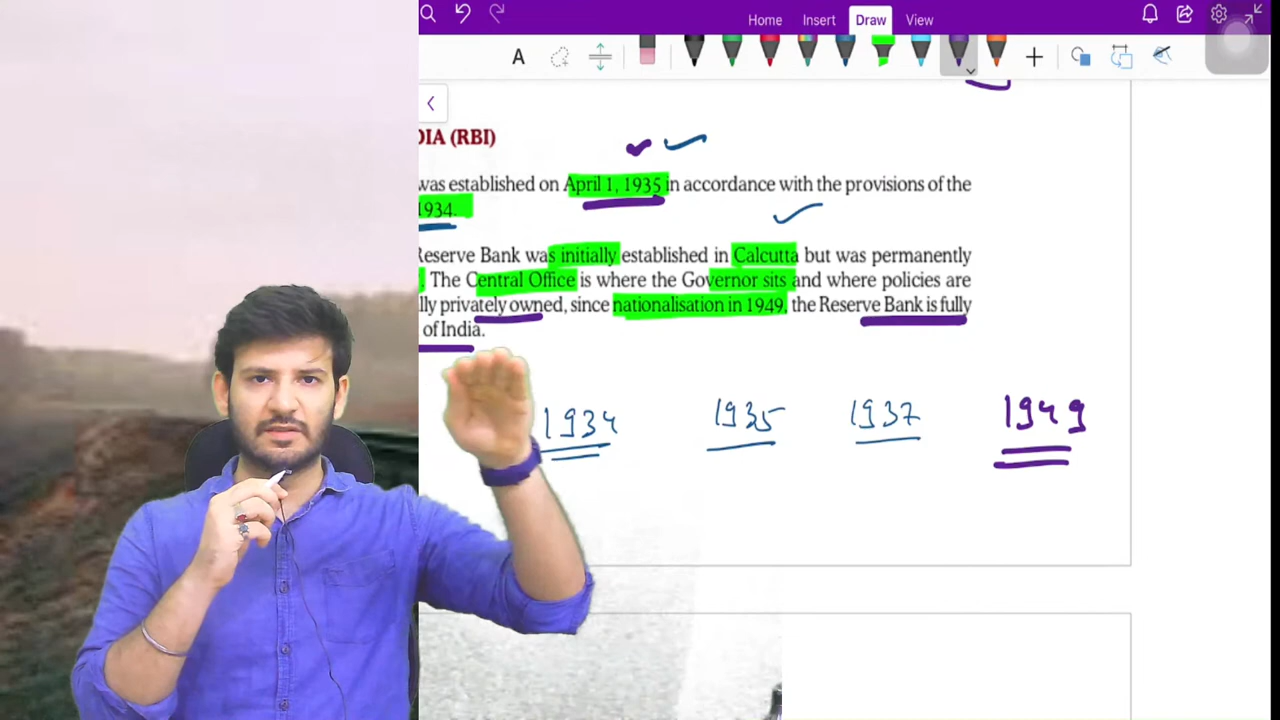 Home Insert Draw View
A
DIA (RBI)
was established on April 1, 1935 in accordance with the provisions of the
1934.
Reserve Bank was initially established in Calcutta but was permanently
. The Central Office is where the Governor sits and where policies are
lly privately owned, since nationalisation in 1949, the Reserve Bank is fully
of India.
1934 1935 1937 1949